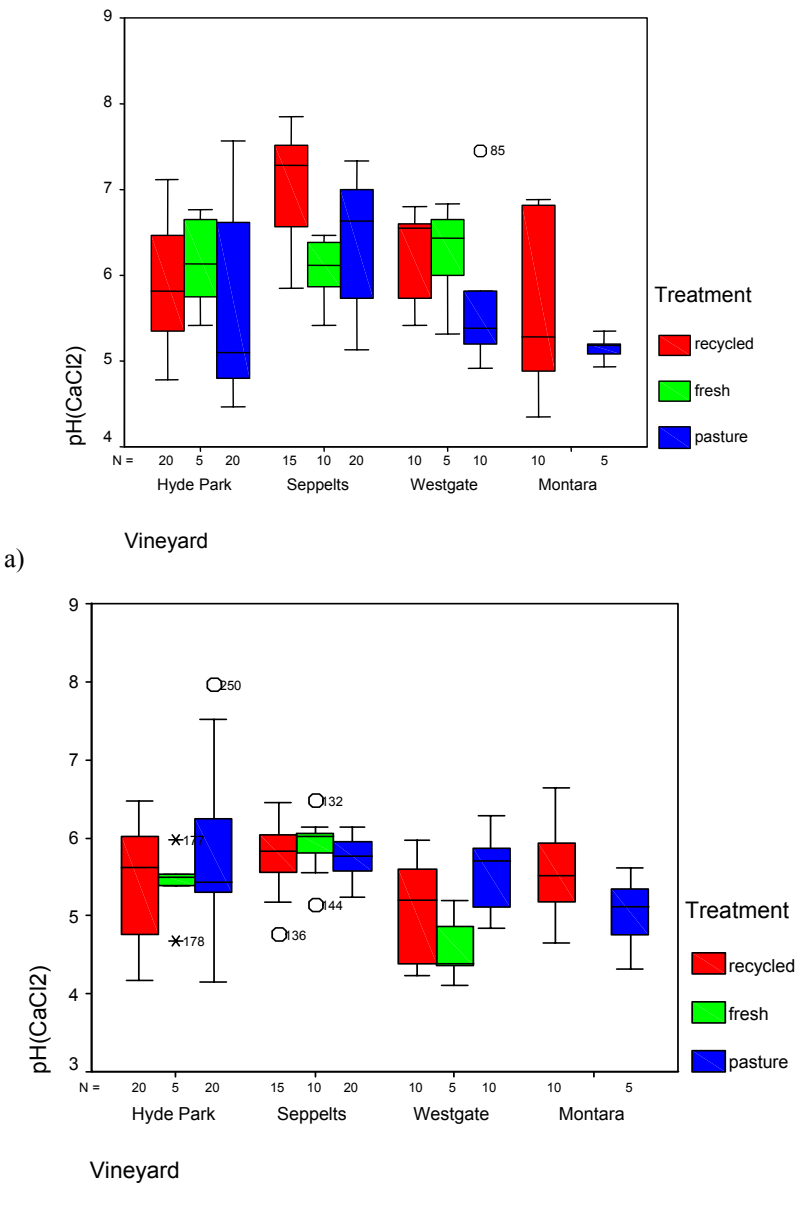 9
8
85
7
6
Treatment
recycled
5
fresh
pH(CaCl2)
pasture
4
N = 20 5 20 15 10 20 10 5 10 10 5
Hyde Park Seppelts Westgate Montara
Vineyard
a)
9
250
8
7
132
6
177
144
5
178
136
Treatment
recycled
4
fresh
pH(CaCl2)
pasture
3
N = 20 5 20 15 10 20 10 5 10 10 5
Hyde Park Seppelts Westgate Montara
Vineyard